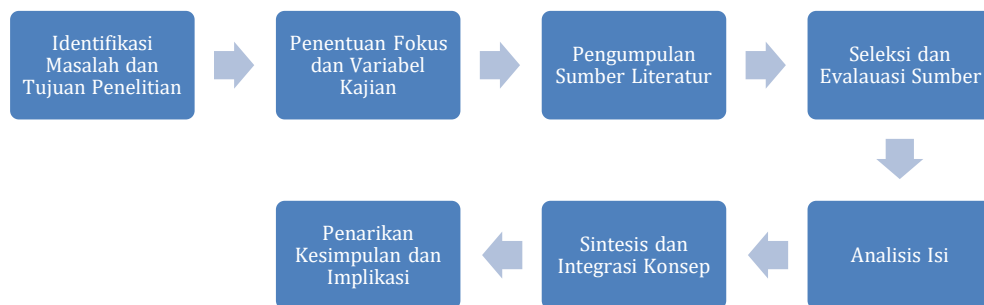 Identifikasi
Masalah dan
Tujuan Penelitian
Penentuan Fokus
dan Variabel
Kajian
Pengumpulan
Sumber Literatur
Seleksi dan
Evalauasi Sumber
Analisis Isi
Sintesis dan
Integrasi Konsep
Penarikan
Kesimpulan dan
Implikasi